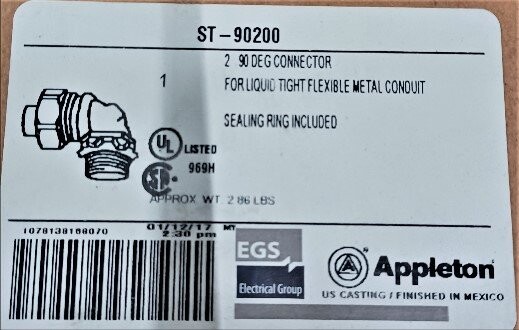 ST-90200
2 90 DEG CONNECTOR
1
FOR LIQUID TIGHT FLEXIBLE METAL CONDUIT
SEALING RING INCLUDED
UL LISTED
969H
APPROX WT 2.86 LBS
01/12/17 MT
2:30 pm
EGS
Electrical Group
Appleton
US CASTING / FINISHED IN MEXICO